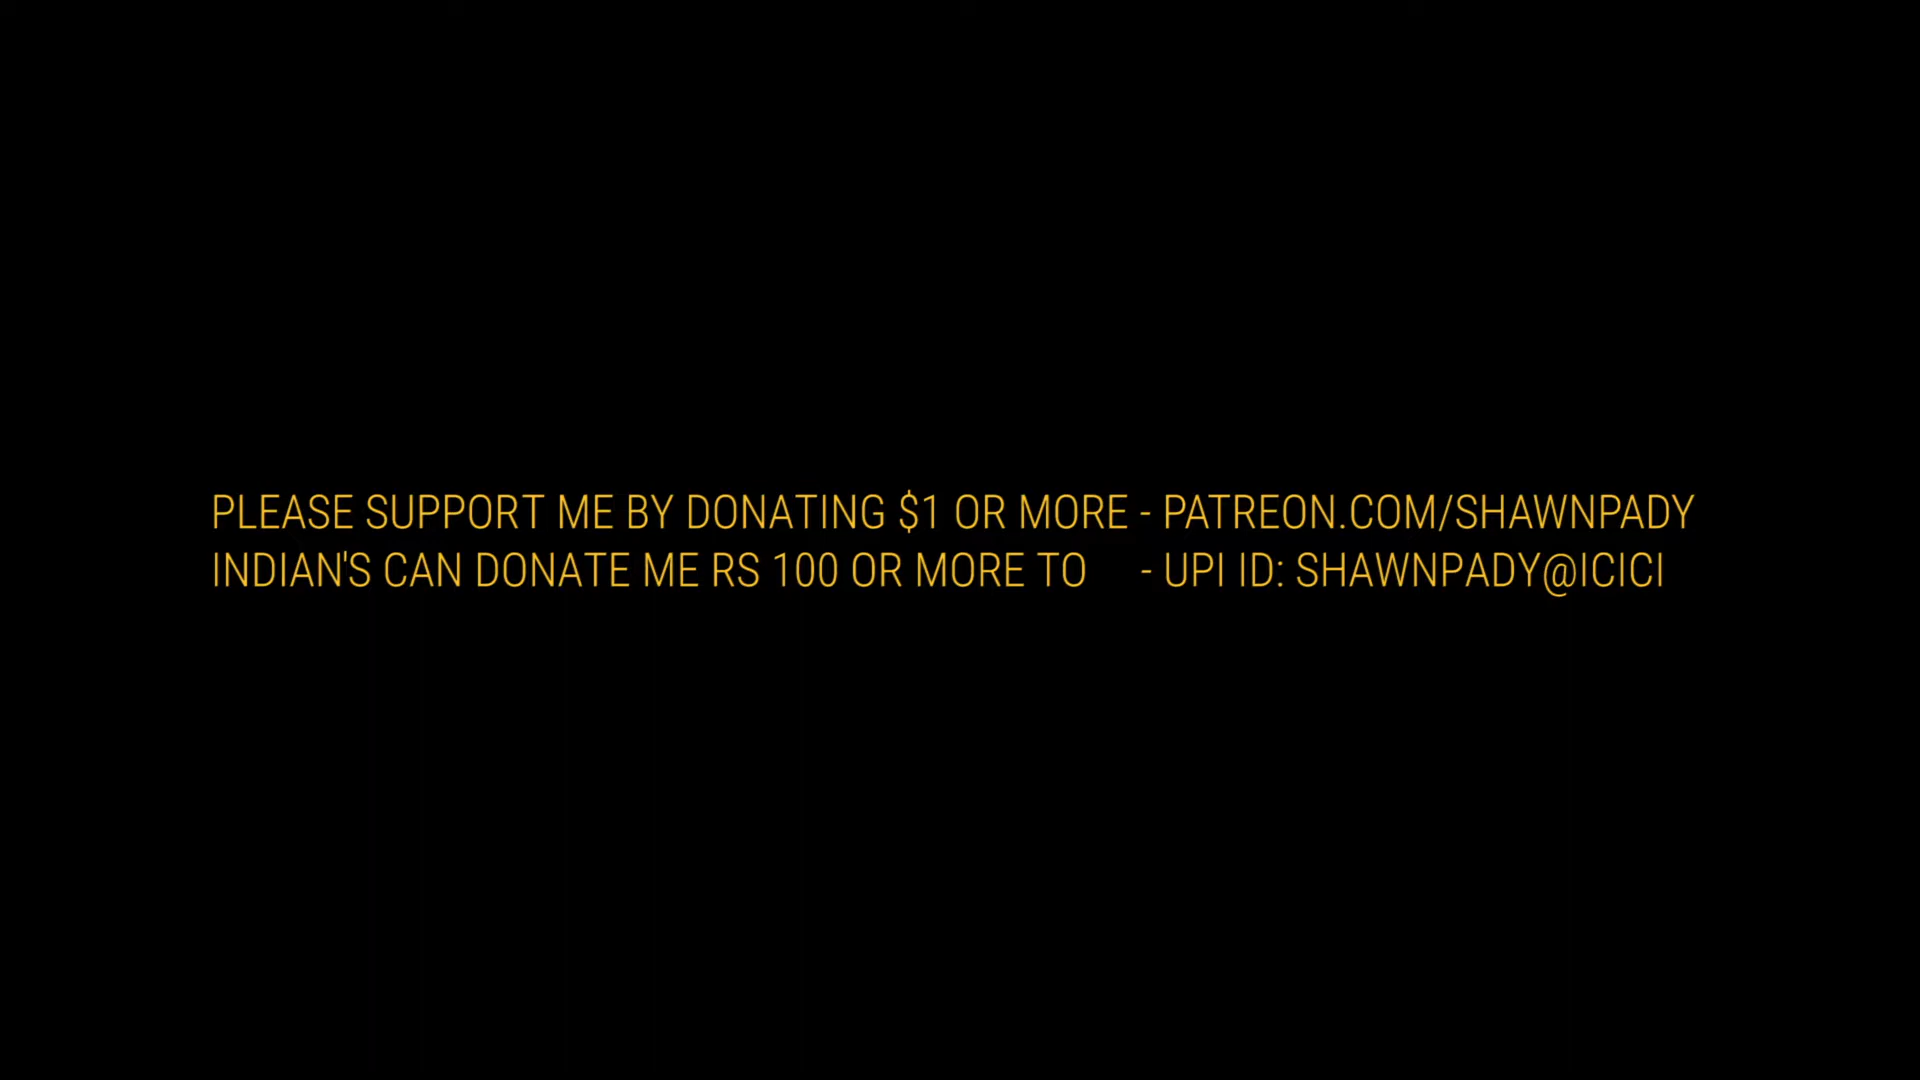 PLEASE SUPPORT ME BY DONATING $1 OR MORE - PATREON.COM/SHAWNPADY
INDIAN'S CAN DONATE ME RS 100 OR MORE TO - UPI ID: SHAWNPADY@ICICI